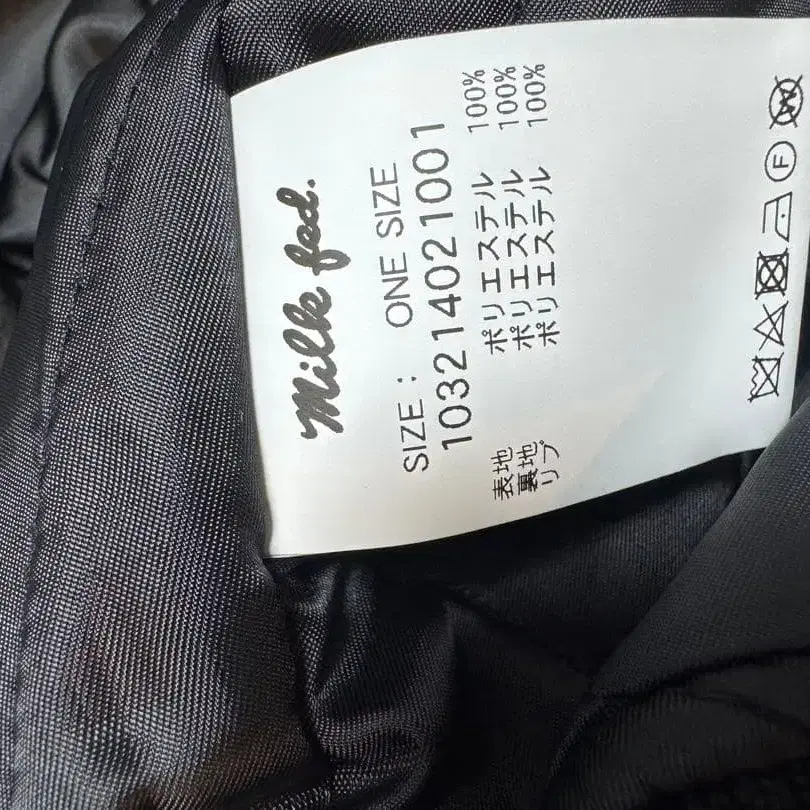 Milk fed.
SIZE: ONE SIZE
103214021001
表地 ポリエステル 100%
裏地 ポリエステル 100%
リブ ポリエステル 100%
F W